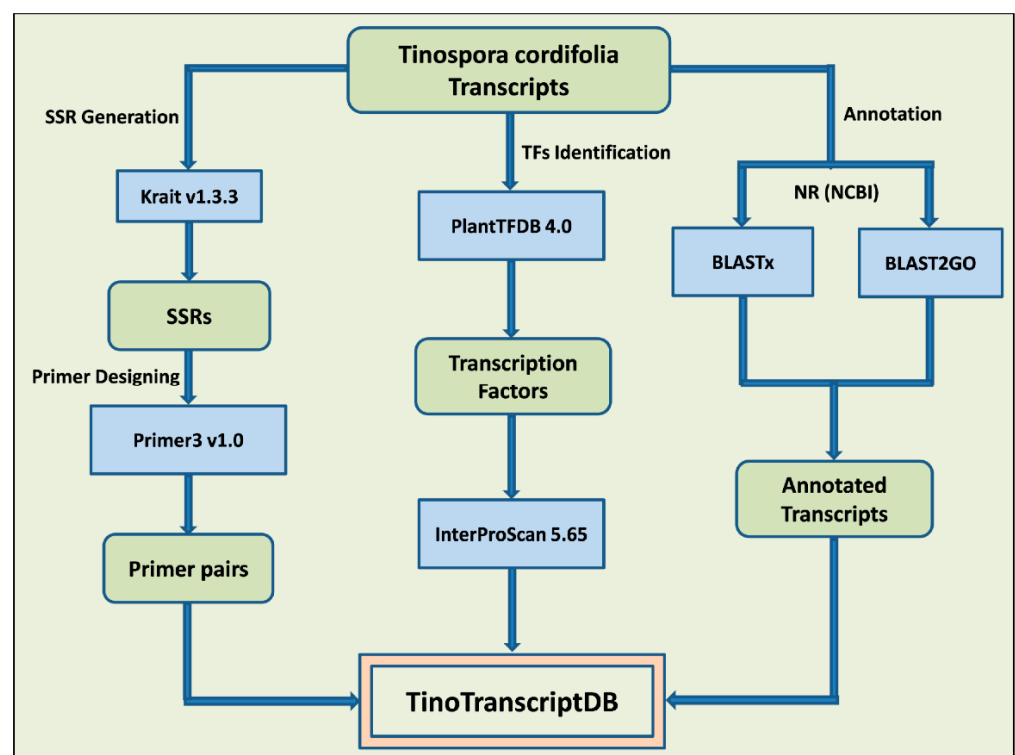 Tinospora cordifolia
Transcripts
SSR Generation
Krait v1.3.3
SSRs
Primer Designing
Primer3 v1.0
Primer pairs
TFs Identification
PlantTFDB 4.0
Transcription
Factors
InterProScan 5.65
Annotation
NR (NCBI)
BLASTx
BLAST2GO
Annotated
Transcripts
TinoTranscriptDB